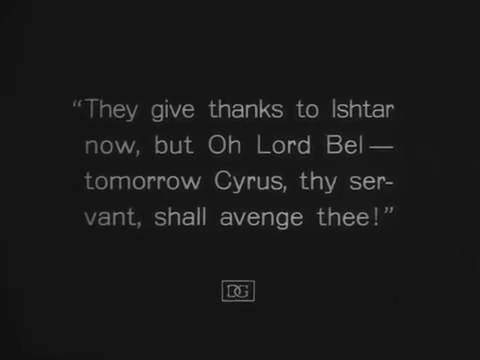 “They give thanks to Ishtar
now, but Oh Lord Bel—
tomorrow Cyrus, thy ser-
vant, shall avenge thee!”
DG